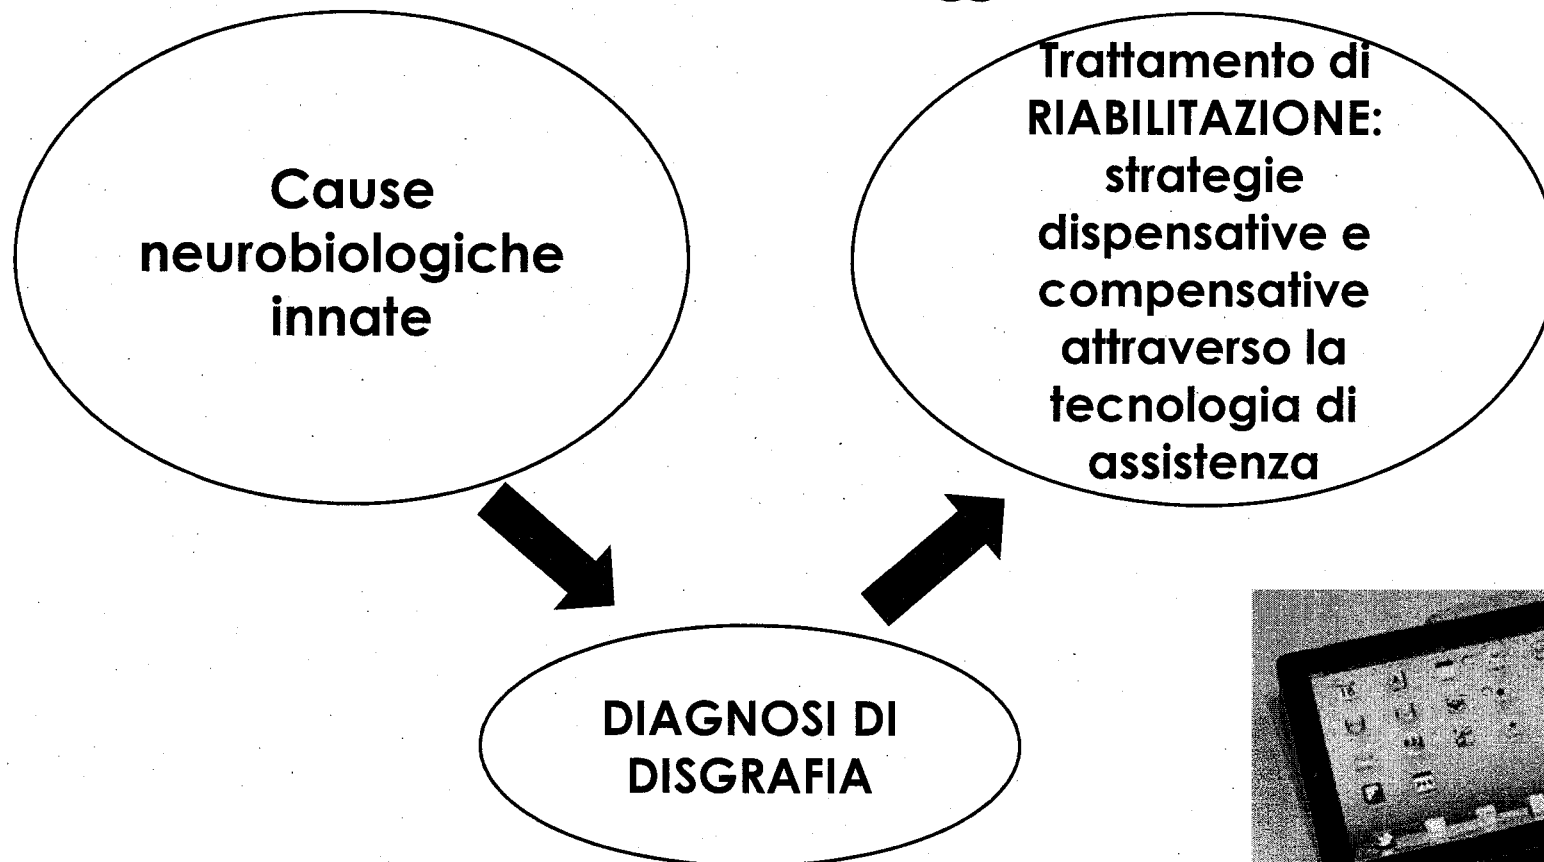 Cause
neurobiologiche
innate
Trattamento di
RIABILITAZIONE:
strategie
dispensative e
compensative
attraverso la
tecnologia di
assistenza
DIAGNOSI DI
DISGRAFIA